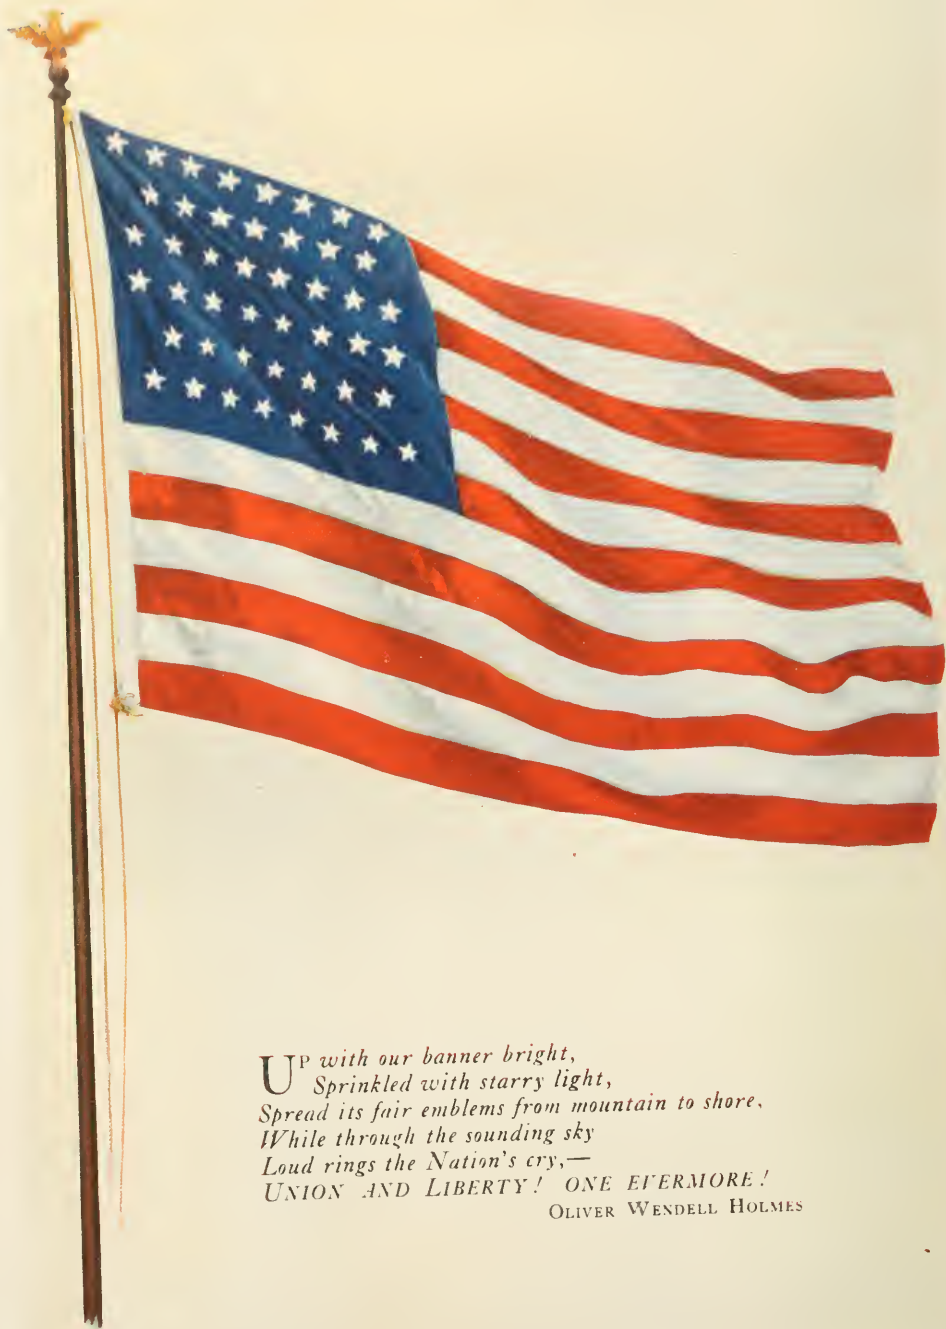 UP with our banner bright,
Sprinkled with starry light,
Spread its fair emblems from mountain to shore,
While through the sounding sky
Loud rings the Nation's cry,—
UNION AND LIBERTY! ONE EVERMORE!
OLIVER WENDELL HOLMES